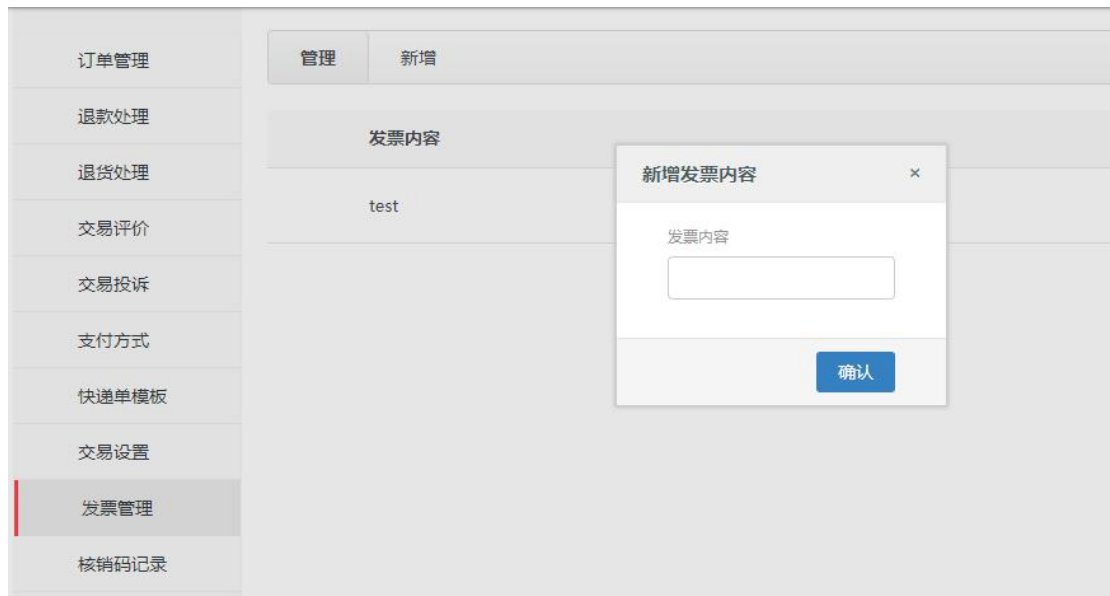 订单管理
退款处理
退货处理
交易评价
交易投诉
支付方式
快递单模板
交易设置
发票管理
核销码记录
管理 新增
发票内容
test
新增发票内容 ×
发票内容
确认